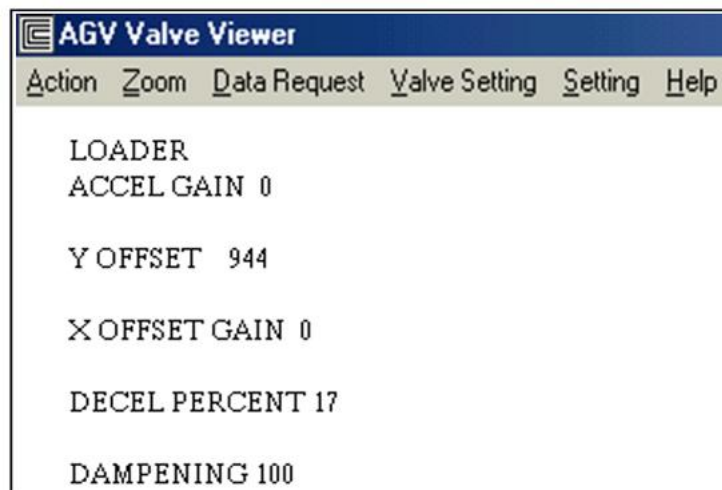 AGV Valve Viewer
Action Zoom Data Request Valve Setting Setting Help
LOADER
ACCEL GAIN 0
Y OFFSET 944
X OFFSET GAIN 0
DECEL PERCENT 17
DAMPENING 100